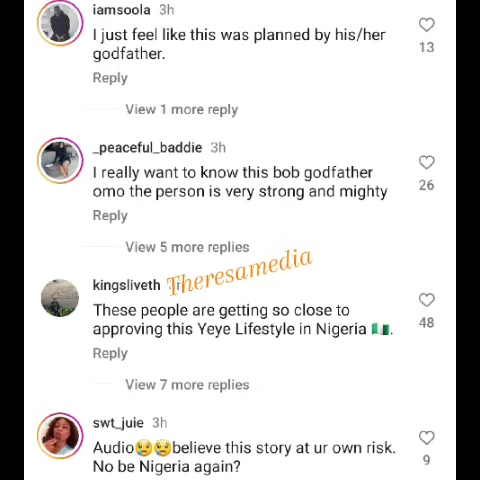 iamsoola 3h
I just feel like this was planned by his/her
godfather.
13
Reply
View 1 more reply
_peaceful_baddie 3h
I really want to know this bob godfather
omo the person is very strong and mighty
26
Reply
View 5 more replies
Theresamedia
kingsliveth
These people are getting so close to
approving this Yeye Lifestyle in Nigeria 🇳🇬.
48
Reply
View 7 more replies
swt_juie 3h
Audio😢😢believe this story at ur own risk.
No be Nigeria again?
9